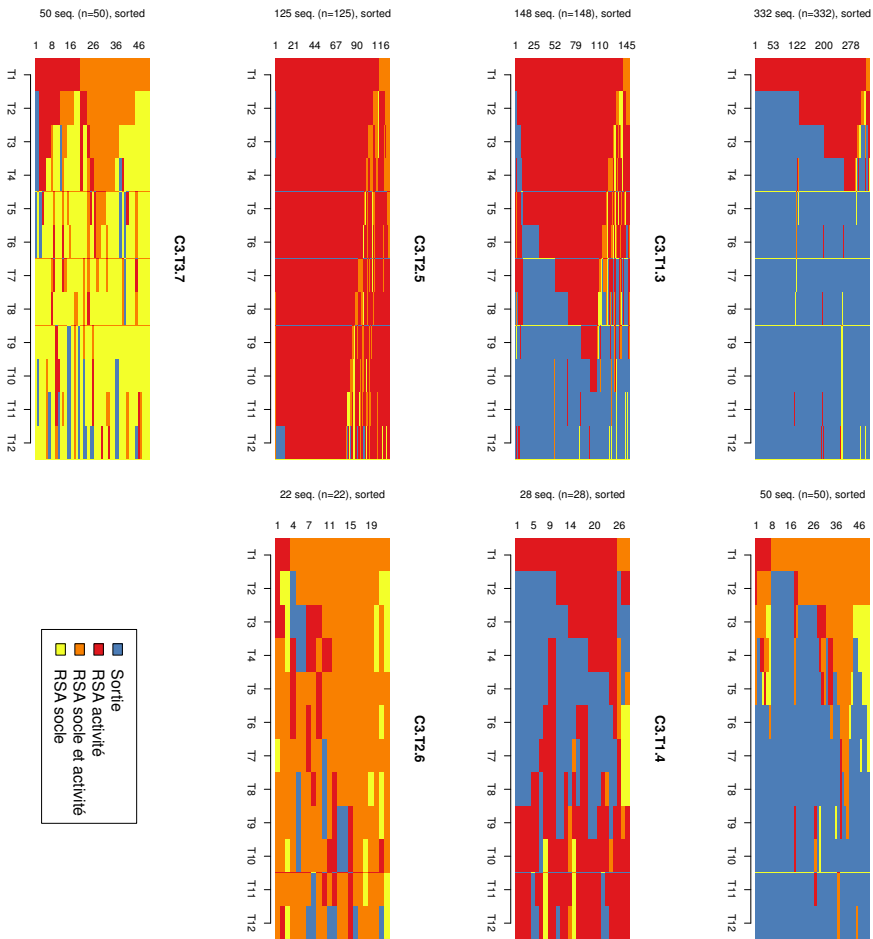 332 seq. (n=332), sorted
1 53 122 200 278
T1 T2 T3 T4 T5 T6 T7 T8 T9 T10 T11 T12
50 seq. (n=50), sorted
1 8 16 26 36 46
T1 T2 T3 T4 T5 T6 T7 T8 T9 T10 T11 T12
C3.T1.3
148 seq. (n=148), sorted
1 25 52 79 110 145
T1 T2 T3 T4 T5 T6 T7 T8 T9 T10 T11 T12
C3.T1.4
28 seq. (n=28), sorted
1 5 9 14 20 26
T1 T2 T3 T4 T5 T6 T7 T8 T9 T10 T11 T12
C3.T2.5
125 seq. (n=125), sorted
1 21 44 67 90 116
T1 T2 T3 T4 T5 T6 T7 T8 T9 T10 T11 T12
C3.T2.6
22 seq. (n=22), sorted
1 4 7 11 15 19
T1 T2 T3 T4 T5 T6 T7 T8 T9 T10 T11 T12
C3.T3.7
50 seq. (n=50), sorted
1 8 16 26 36 46
T1 T2 T3 T4 T5 T6 T7 T8 T9 T10 T11 T12
Sortie
RSA activité
RSA socle et activité
RSA socle